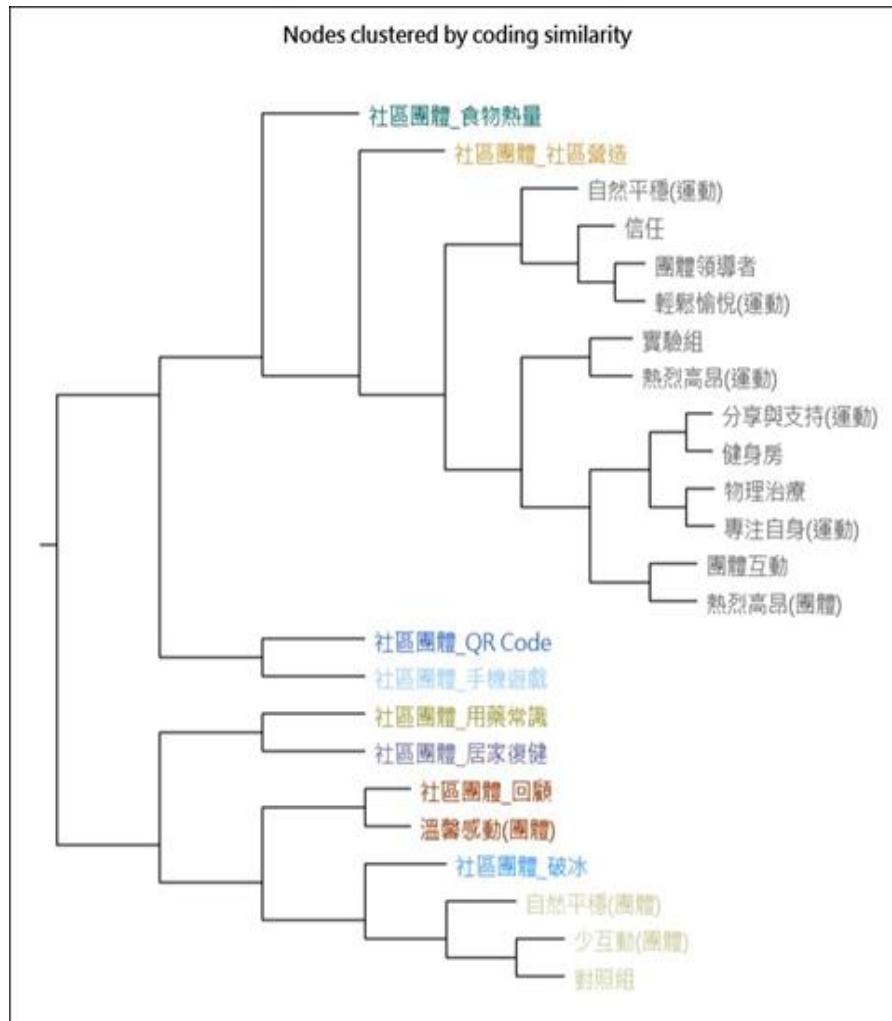 Nodes clustered by coding similarity
社區團體_食物熱量
社區團體_社區營造
自然平穩(運動)
信任
團體領導者
輕鬆愉悅(運動)
實驗組
熱烈高昂(運動)
分享與支持(運動)
健身房
物理治療
專注自身(運動)
團體互動
熱烈高昂(團體)
社區團體_QR Code
社區團體_手機遊戲
社區團體_用藥常識
社區團體_居家復健
社區團體_回顧
溫馨感動(團體)
社區團體_破冰
自然平穩(團體)
少互動(團體)
對照組